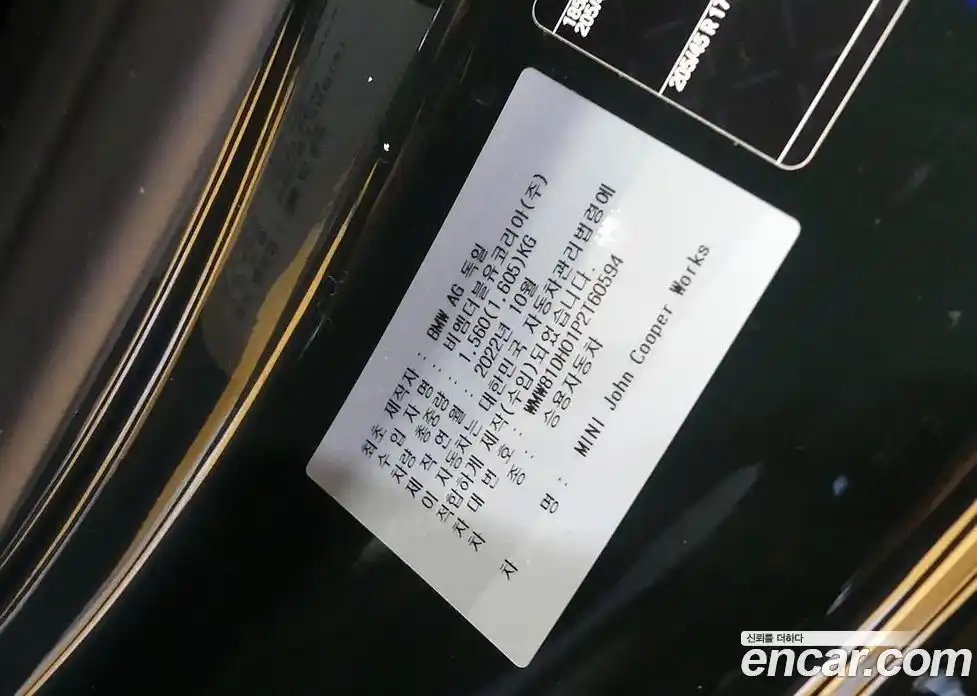 205/45 R 17
최초 제작자 : BMW AG 독일
수입자명 : 비엠더블유코리아(주)
차량총중량 : 1.560(1.605)KG
제작연월 : 2022년 10월
이 자동차는 대한민국 자동차관리법령에
적합하게 제작(수입)되었습니다.
차대번호 : WMW81DH01P2T60594
차종 : 승용자동차
차명 : MINI John Cooper Works
신뢰를 더하다
encar.com